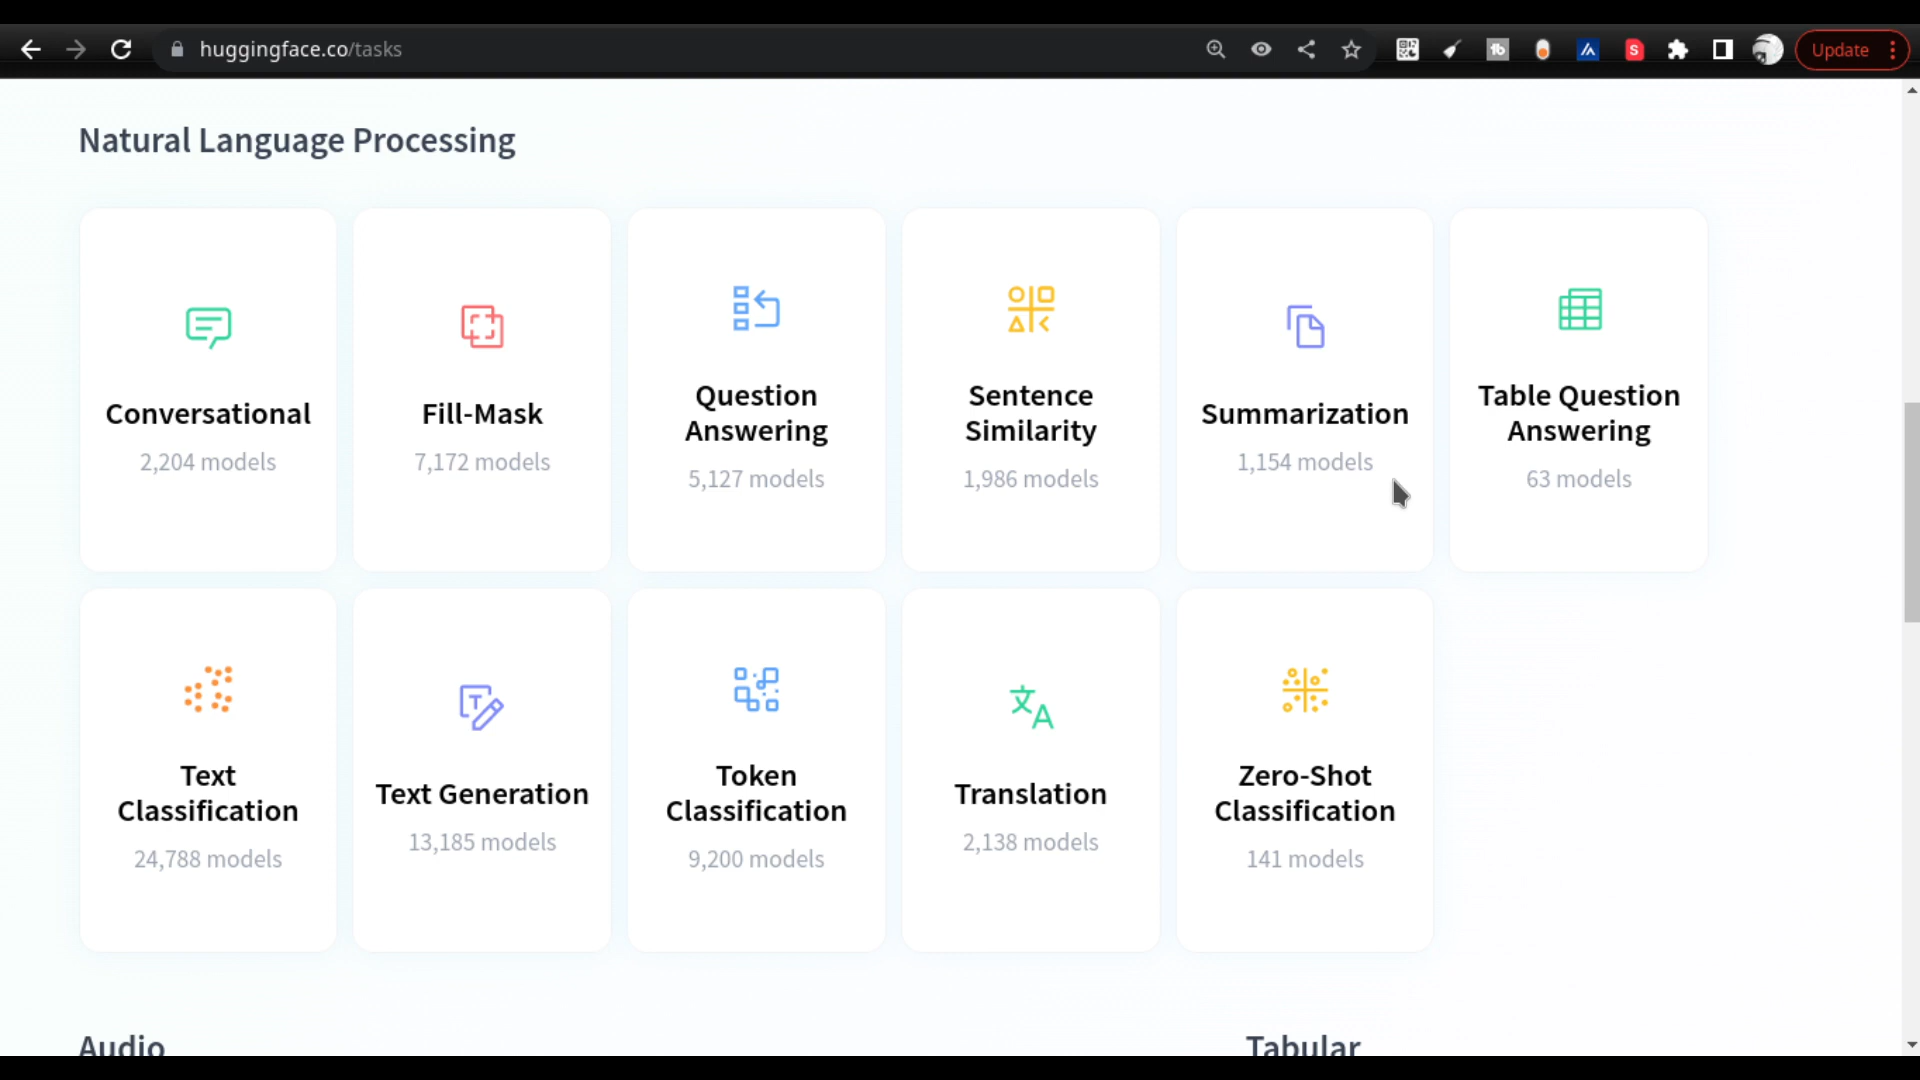 huggingface.co/tasks
Update
Natural Language Processing
Conversational
2,204 models
Fill-Mask
7,172 models
Question
Answering
5,127 models
Sentence
Similarity
1,986 models
Summarization
1,154 models
Table Question
Answering
63 models
Text
Classification
24,788 models
Text Generation
13,185 models
Token
Classification
9,200 models
Translation
2,138 models
Zero-Shot
Classification
141 models
Audio
Tabular